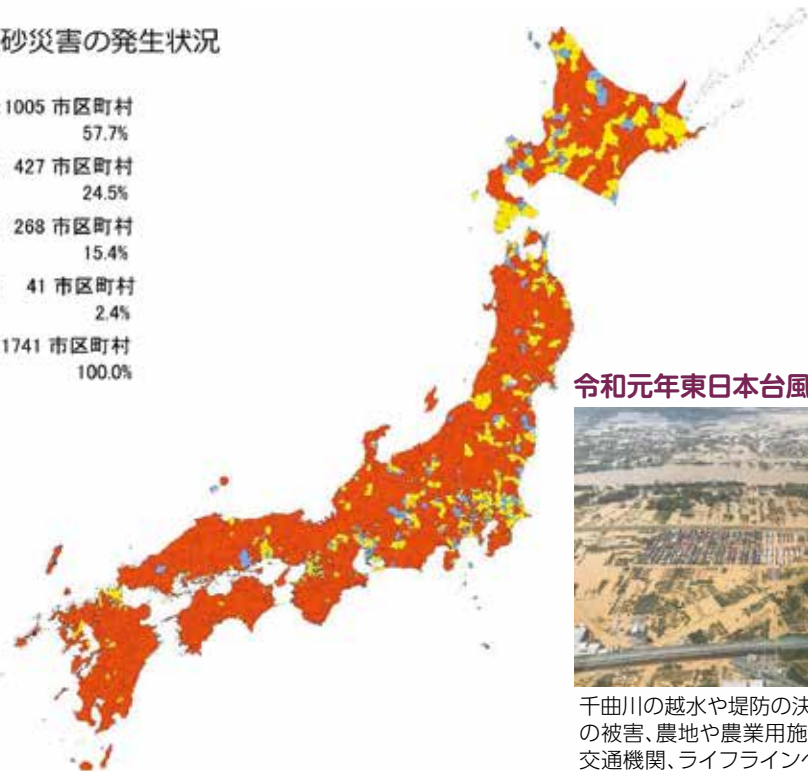 砂災害の発生状況
1005 市区町村
57.7%
427 市区町村
24.5%
268 市区町村
15.4%
41 市区町村
2.4%
1741 市区町村
100.0%
令和元年東日本台風
千曲川の越水や堤防の決
の被害、農地や農業用施
交通機関、ライフライン